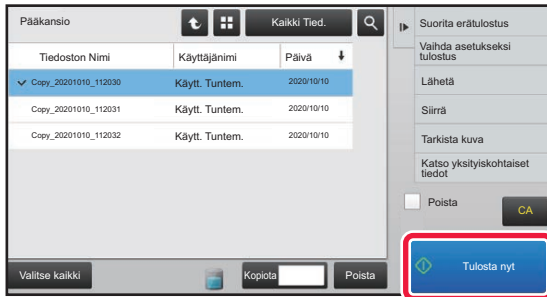 Pääkansio
Kaikki Tied.
Tiedoston Nimi
Käyttäjänimi
Päivä
Copy_20201010_112030
Käytt. Tuntem.
2020/10/10
Copy_20201010_112031
Käytt. Tuntem.
2020/10/10
Copy_20201010_112032
Käytt. Tuntem.
2020/10/10
Valitse kaikki
Kopiota
Poista
Suorita erätulostus
Vaihda asetukseksi
tulostus
Lähetä
Siirrä
Tarkista kuva
Katso yksityiskohtaiset
tiedot
Poista
CA
Tulosta nyt